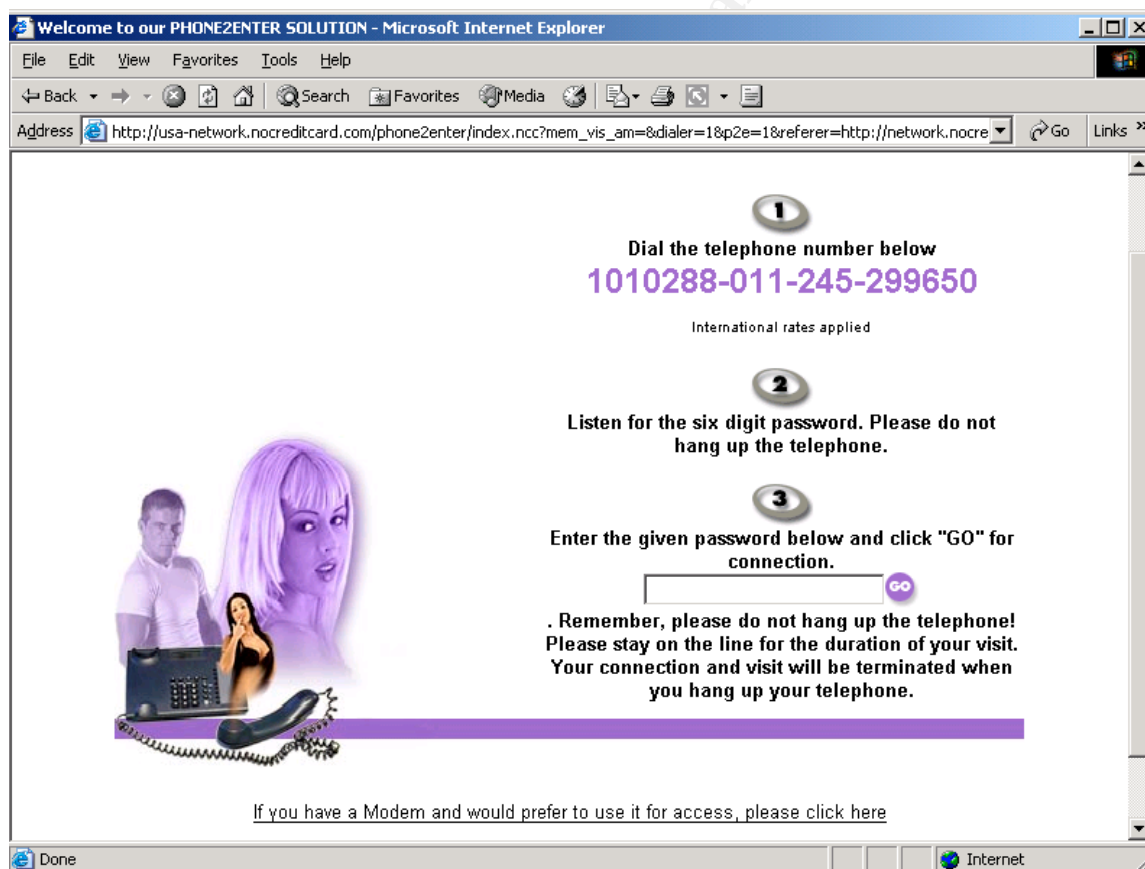 Welcome to our PHONE2ENTER SOLUTION - Microsoft Internet Explorer
File Edit View Favorites Tools Help
Back Search Favorites Media
Address http://usa-network.nocreditcard.com/phone2enter/index.ncc?mem_vis_am=&dialer=1&p2e=1&referer=http://network.nocre Go Links »
1
Dial the telephone number below
1010288-011-245-299650
International rates applied
2
Listen for the six digit password. Please do not
hang up the telephone.
3
Enter the given password below and click "GO" for
connection.
GO
. Remember, please do not hang up the telephone!
Please stay on the line for the duration of your visit.
Your connection and visit will be terminated when
you hang up your telephone.
If you have a Modem and would prefer to use it for access, please click here
Done Internet